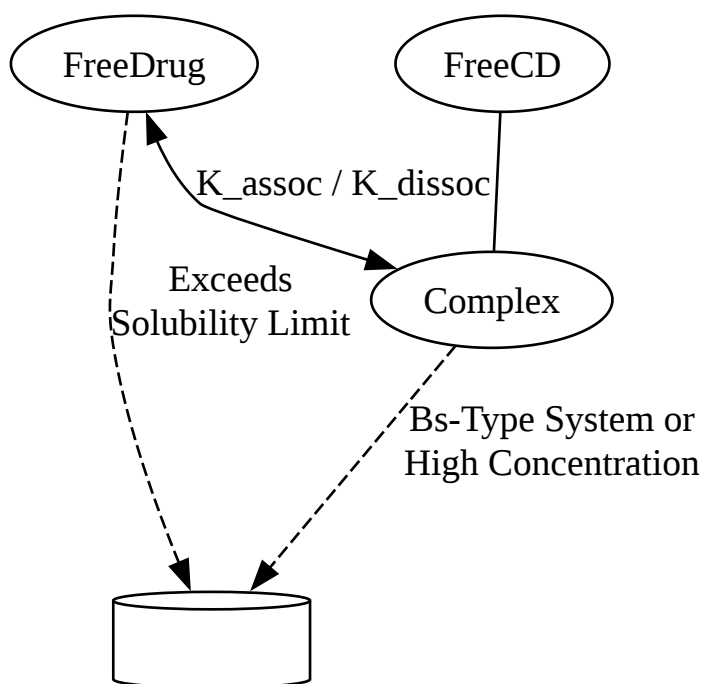 FreeDrug
FreeCD
K_assoc / K_dissoc
Exceeds
Solubility Limit
Complex
Bs-Type System or
High Concentration